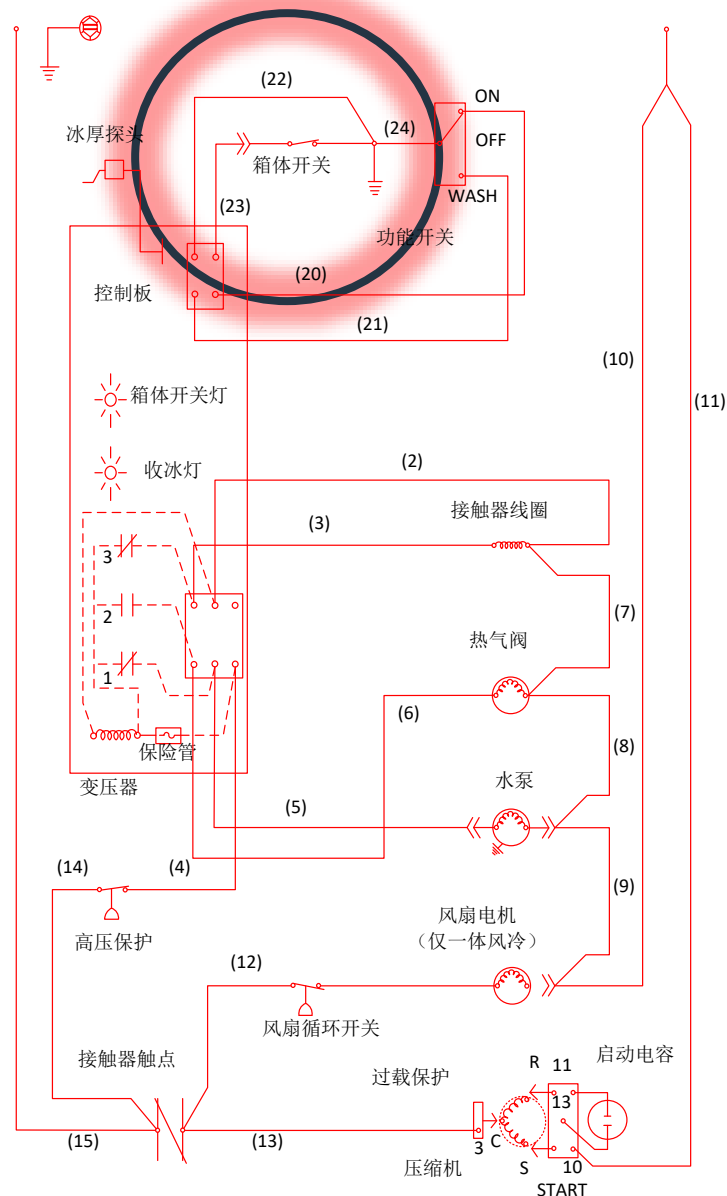 (22)
ON
冰厚探头
(24)
箱体开关
OFF
(23)
WASH
功能开关
控制板
(20)
(21)
(10)
箱体开关灯
(11)
收冰灯
(2)
(3)
接触器线圈
3
2
(7)
热气阀
1
(6)
保险管
(8)
变压器
水泵
(5)
(14)
(4)
(9)
高压保护
风扇电机
（仅一体风冷）
(12)
风扇循环开关
接触器触点
过载保护
R
11
启动电容
13
(15)
(13)
3
C
压缩机
S
10
START